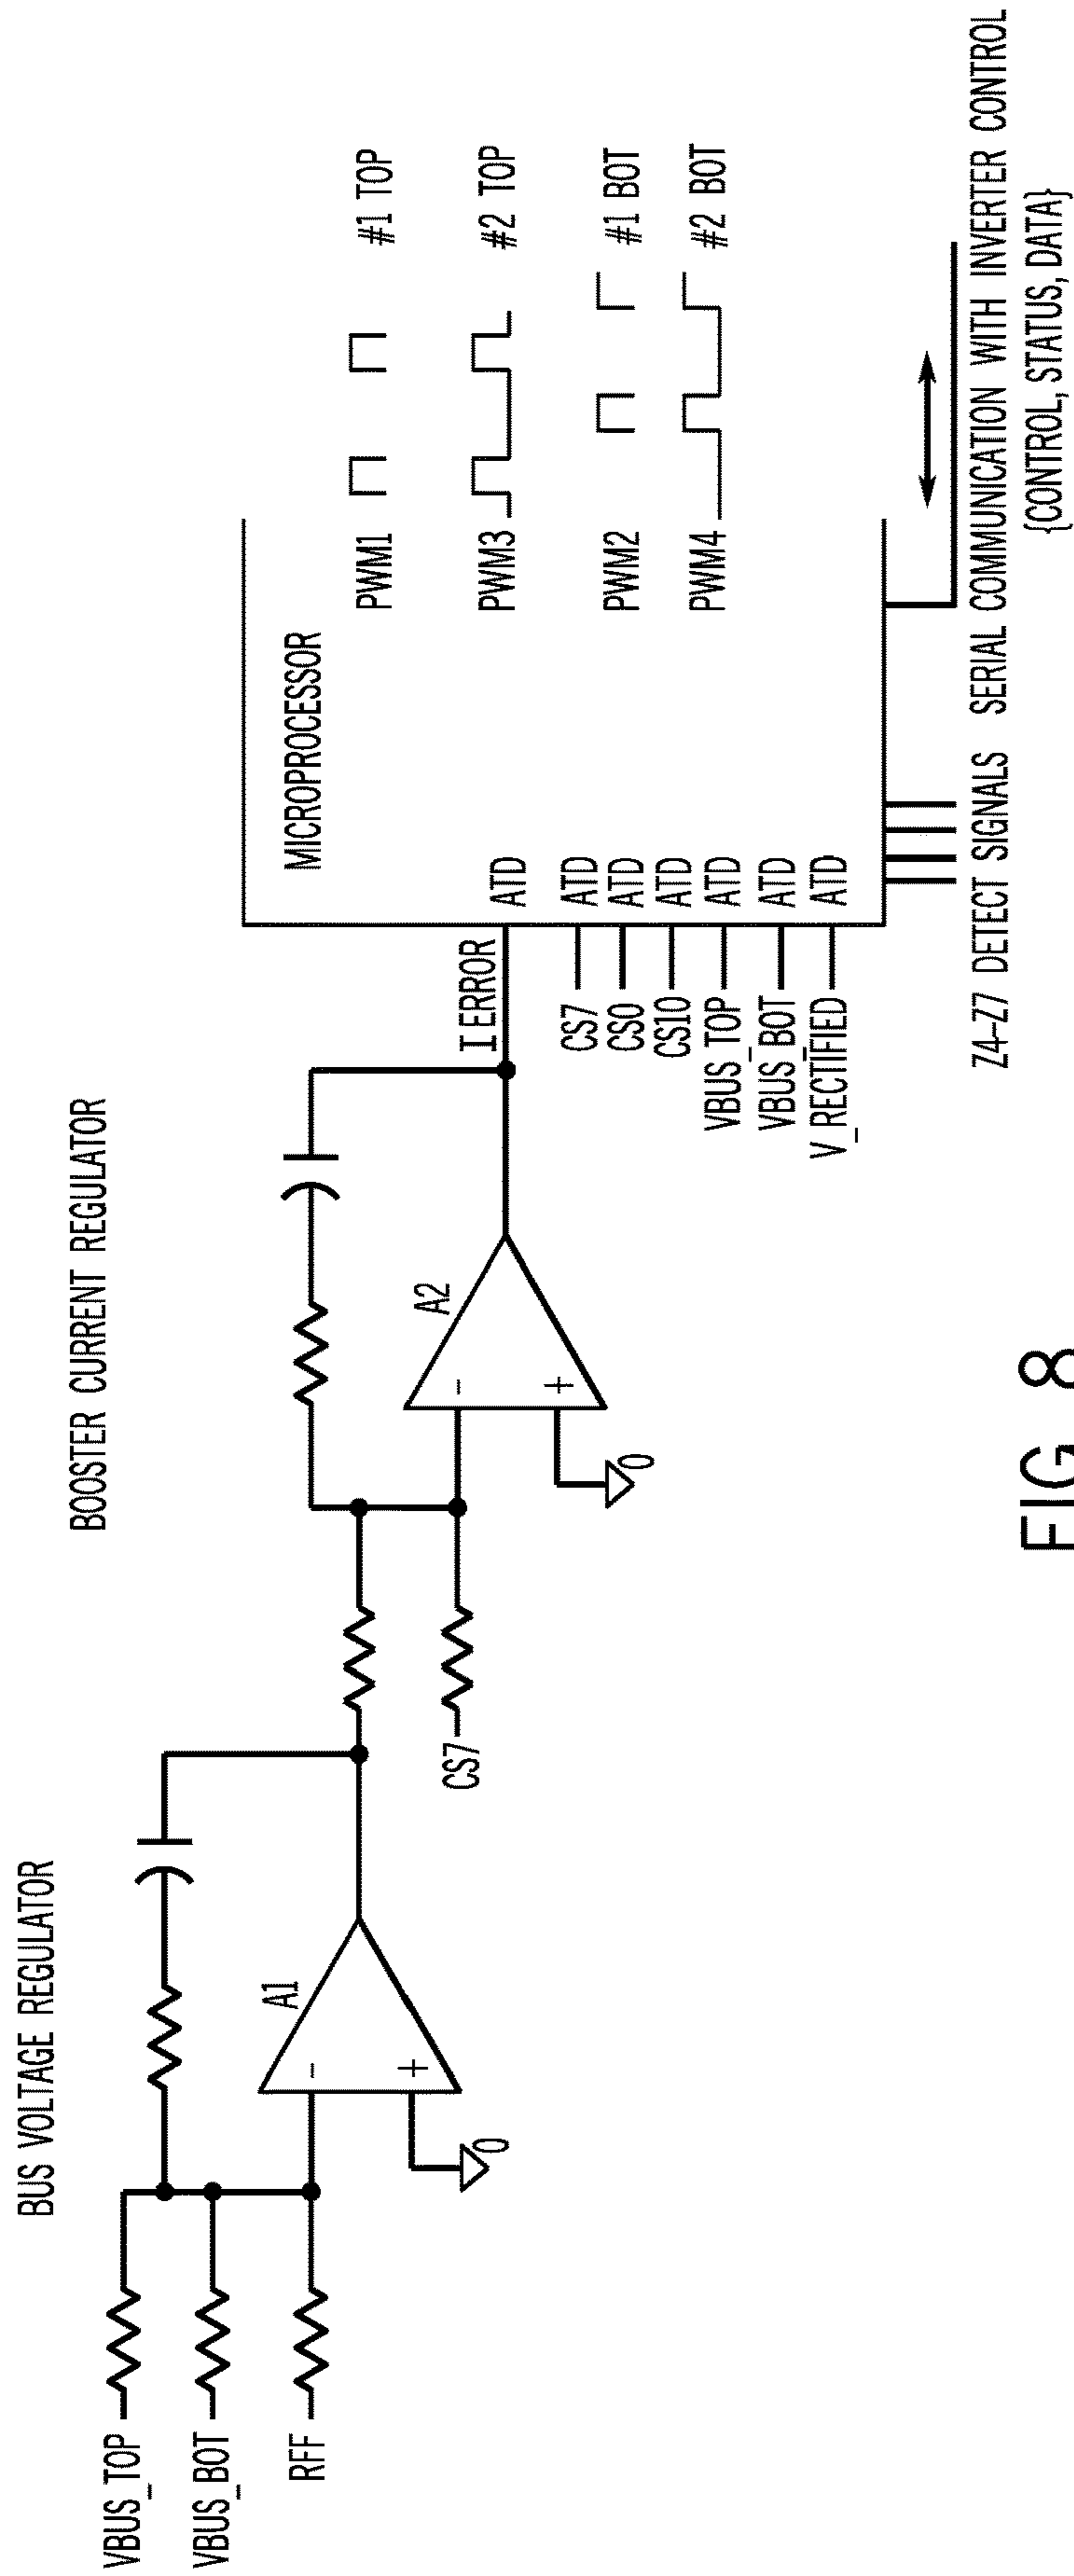 BUS VOLTAGE REGULATOR
BOOSTER CURRENT REGULATOR
VBUS_TOP
VBUS_BOT
RFF
A1
-
+
0
CS7
A2
-
+
0
I ERROR
MICROPROCESSOR
ATD
CS7 ATD
CS0 ATD
CS10 ATD
VBUS_TOP ATD
VBUS_BOT ATD
V_RECTIFIED ATD
PWM1 #1 TOP
PWM3 #2 TOP
PWM2 #1 BOT
PWM4 #2 BOT
Z4-Z7 DETECT SIGNALS
SERIAL COMMUNICATION WITH INVERTER CONTROL
{CONTROL, STATUS, DATA}
FIG 8